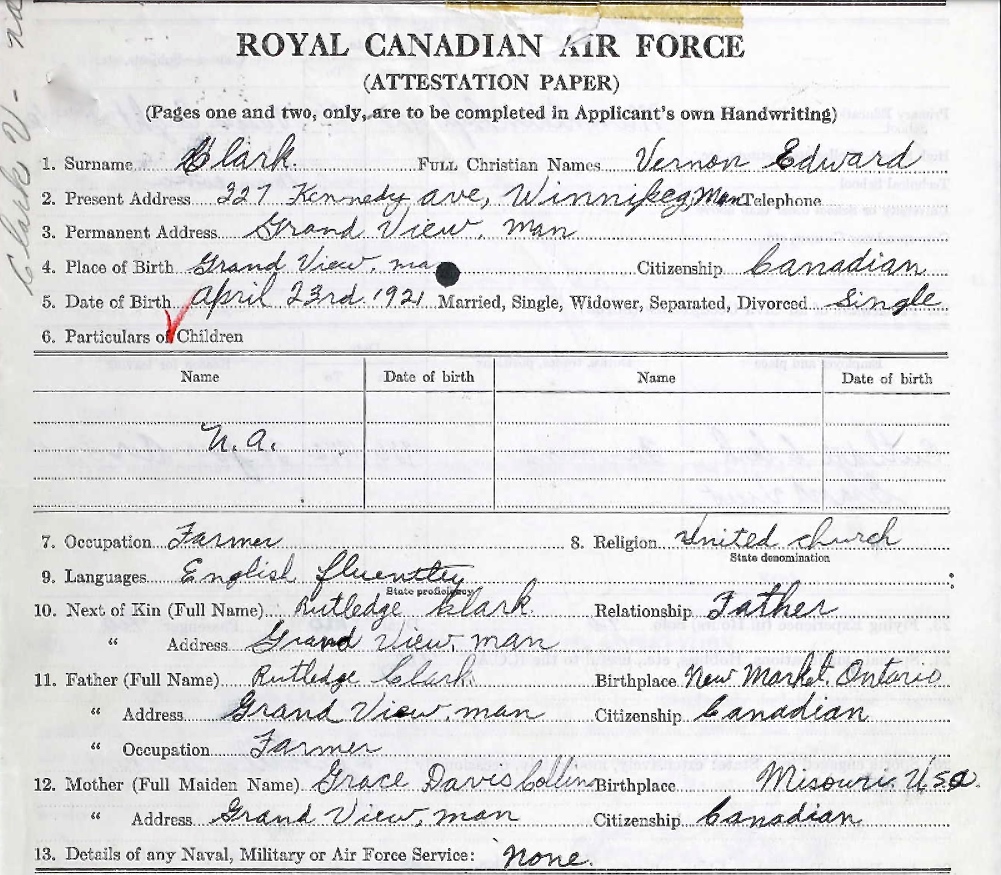 Clark V -
ROYAL CANADIAN AIR FORCE
(ATTESTATION PAPER)
(Pages one and two, only, are to be completed in Applicant's own Handwriting)
1. Surname Clark. FULL Christian Names Vernon Edward
2. Present Address 327 Kennedy ave, Winnipeg, Man Telephone
3. Permanent Address Grand View. Man
4. Place of Birth Grand View. ma Citizenship Canadian
5. Date of Birth April 23rd. 1921 Married, Single, Widower, Separated, Divorced Single
6. Particulars of Children
Name Date of birth Name Date of birth
N. a.
7. Occupation Farmer 8. Religion United church
State denomination
9. Languages English fluentley
State proficiency
10. Next of Kin (Full Name) Rutledge Clark. Relationship Father
" Address Grand View. man
11. Father (Full Name) Rutledge Clark. Birthplace New Market. Ontario
" Address Grand View. man Citizenship Canadian
" Occupation Farmer
12. Mother (Full Maiden Name) Grace Davis Collins Birthplace Misouri. U.S.a.
" Address Grand View, man Citizenship Canadian
13. Details of any Naval, Military or Air Force Service: None.